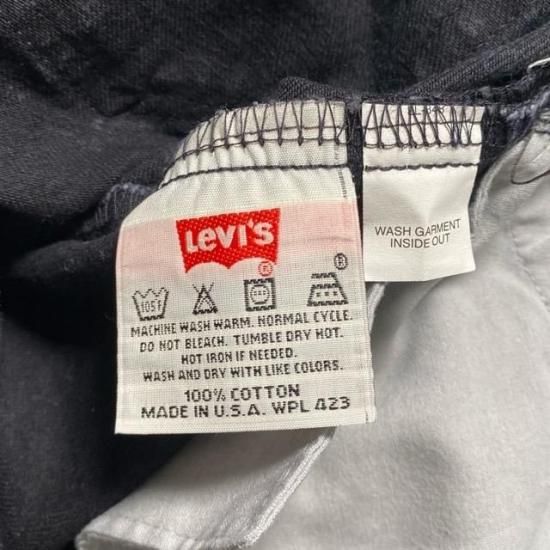 LEVI'S
®
®
105F
MACHINE WASH WARM. NORMAL CYCLE.
DO NOT BLEACH. TUMBLE DRY HOT.
HOT IRON IF NEEDED.
WASH AND DRY WITH LIKE COLORS.
100% COTTON
MADE IN U.S.A. WPL 423
WASH GARMENT
INSIDE OUT